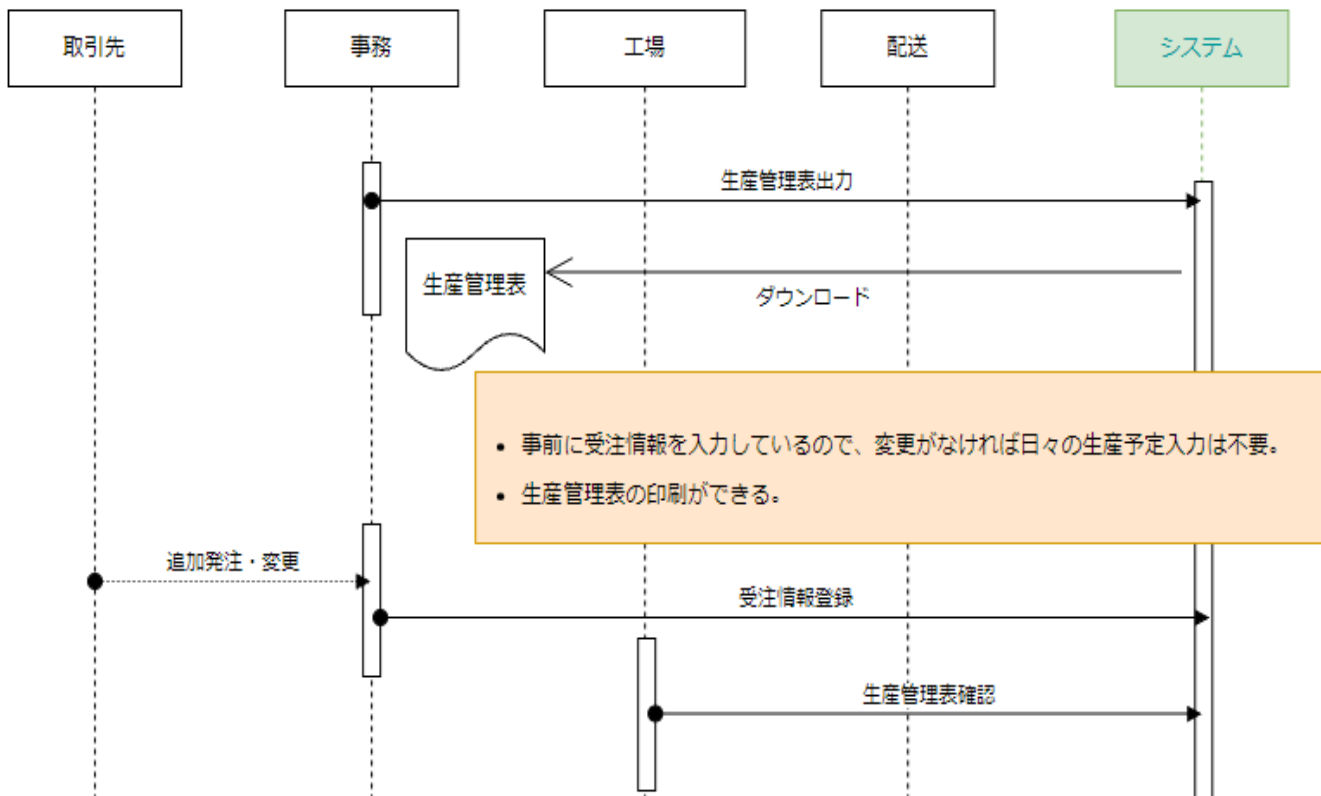 取引先
事務
工場
配送
システム
生産管理表出力
生産管理表
ダウンロード
・事前に受注情報を入力しているので、変更がなければ日々の生産予定入力は不要。
・生産管理表の印刷ができる。
追加発注・変更
受注情報登録
生産管理表確認